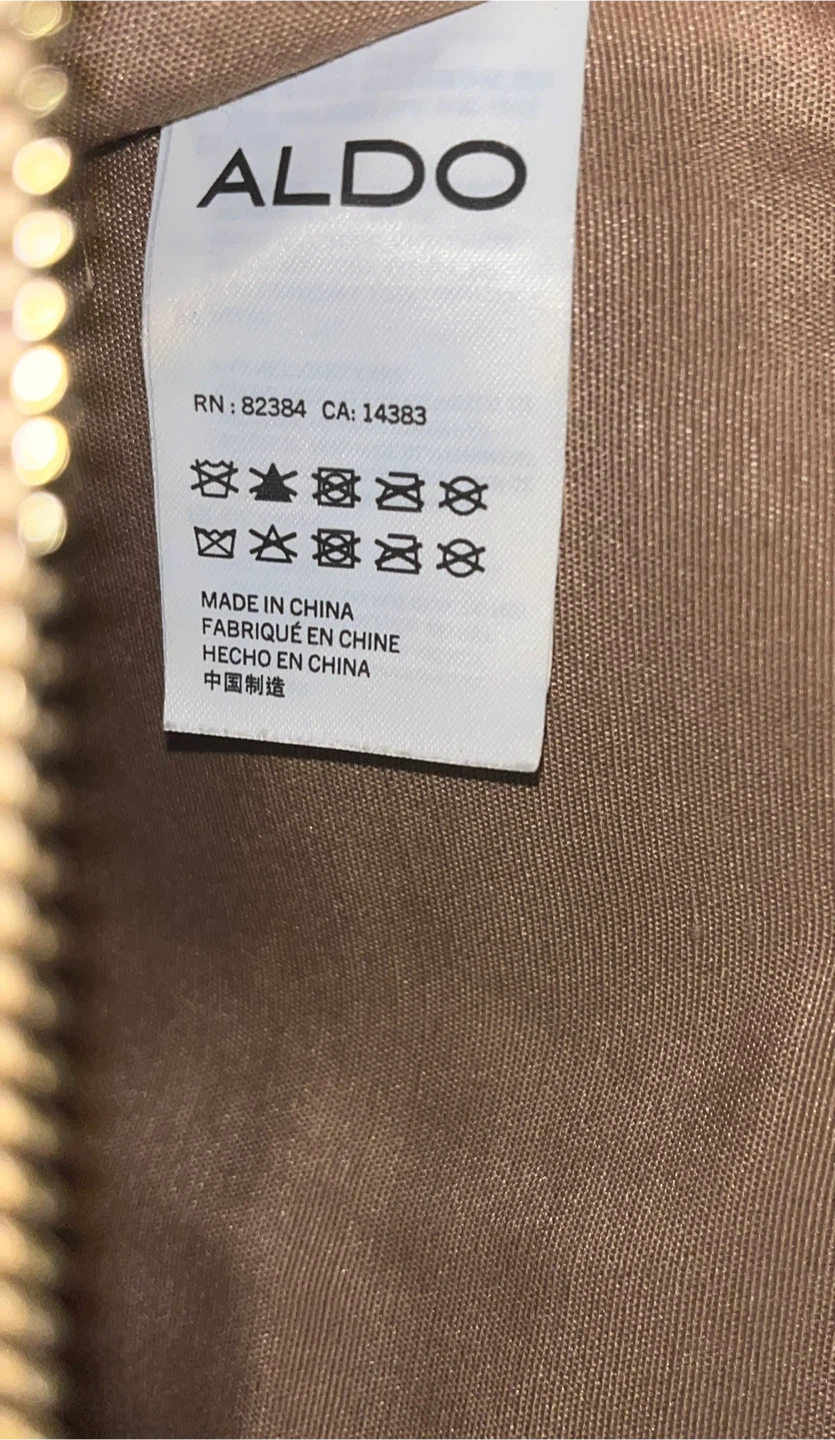 ALDO
RN : 82384 CA: 14383
MADE IN CHINA
FABRIQUÉ EN CHINE
HECHO EN CHINA
中国制造